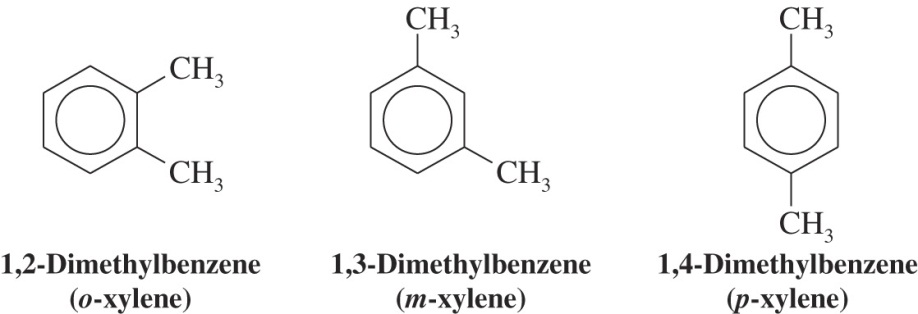 CH₃
CH₃
1,2-Dimethylbenzene
(o-xylene)
CH₃
CH₃
1,3-Dimethylbenzene
(m-xylene)
CH₃
CH₃
1,4-Dimethylbenzene
(p-xylene)